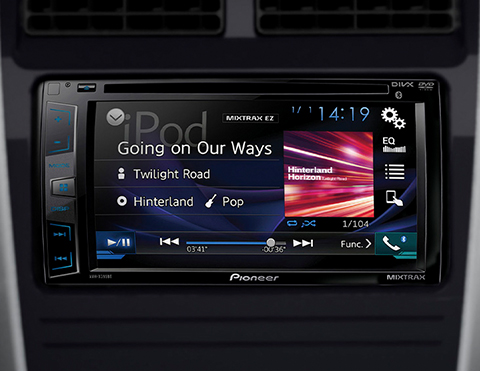 DIVX DVD
iPod
MIXTRAX EZ
1/ 1 14:19
Going on Our Ways
EQ
Twilight Road
Hinterland
Horizon
Hinterland Pop
1/104
3'41" -00'36"
Func.
Pioneer
MIXTRAX